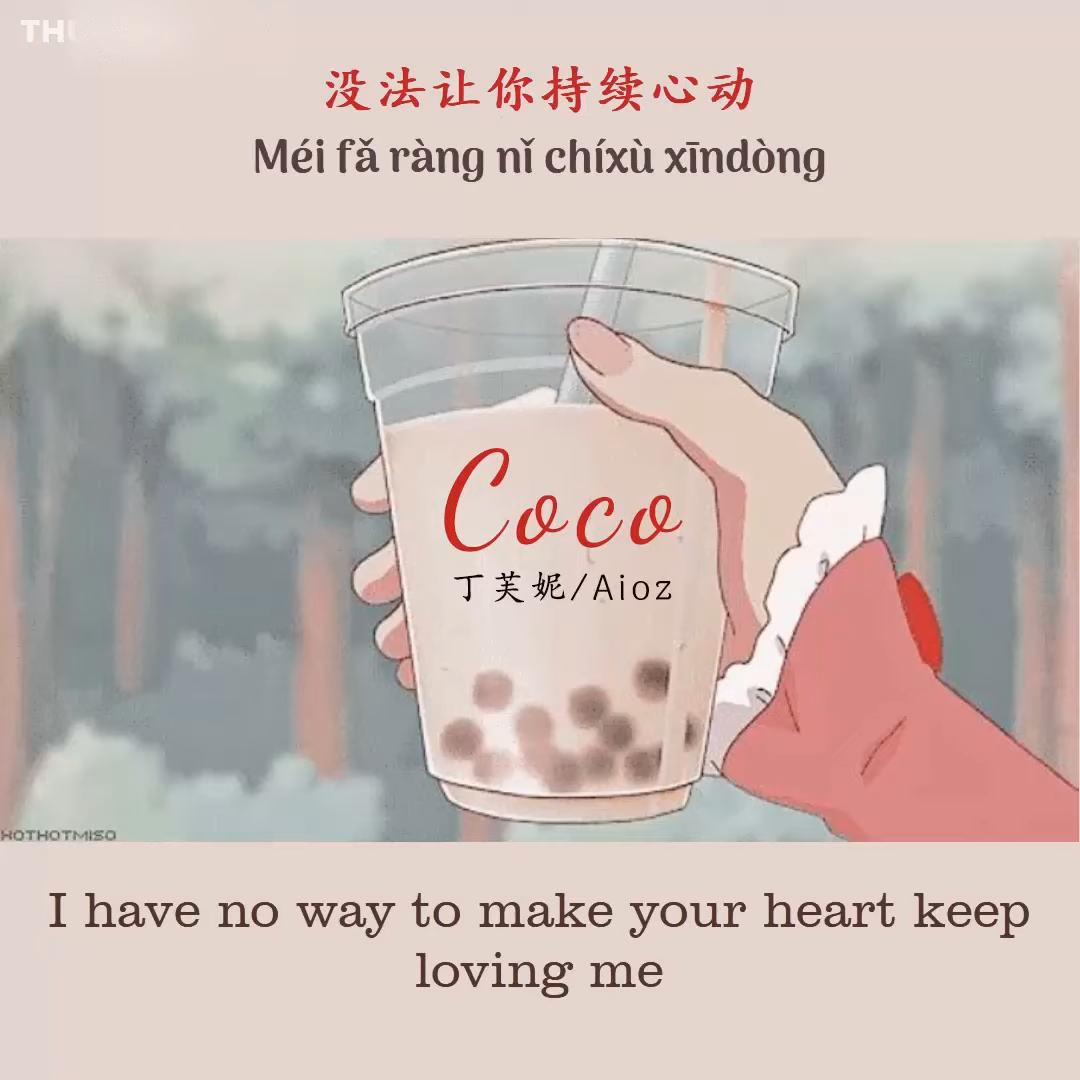 没法让你持续心动
Méi fǎ ràng nǐ chíxù xīndòng
Coco
丁芙妮/Aioz
HOTHOTMISO
I have no way to make your heart keep
loving me